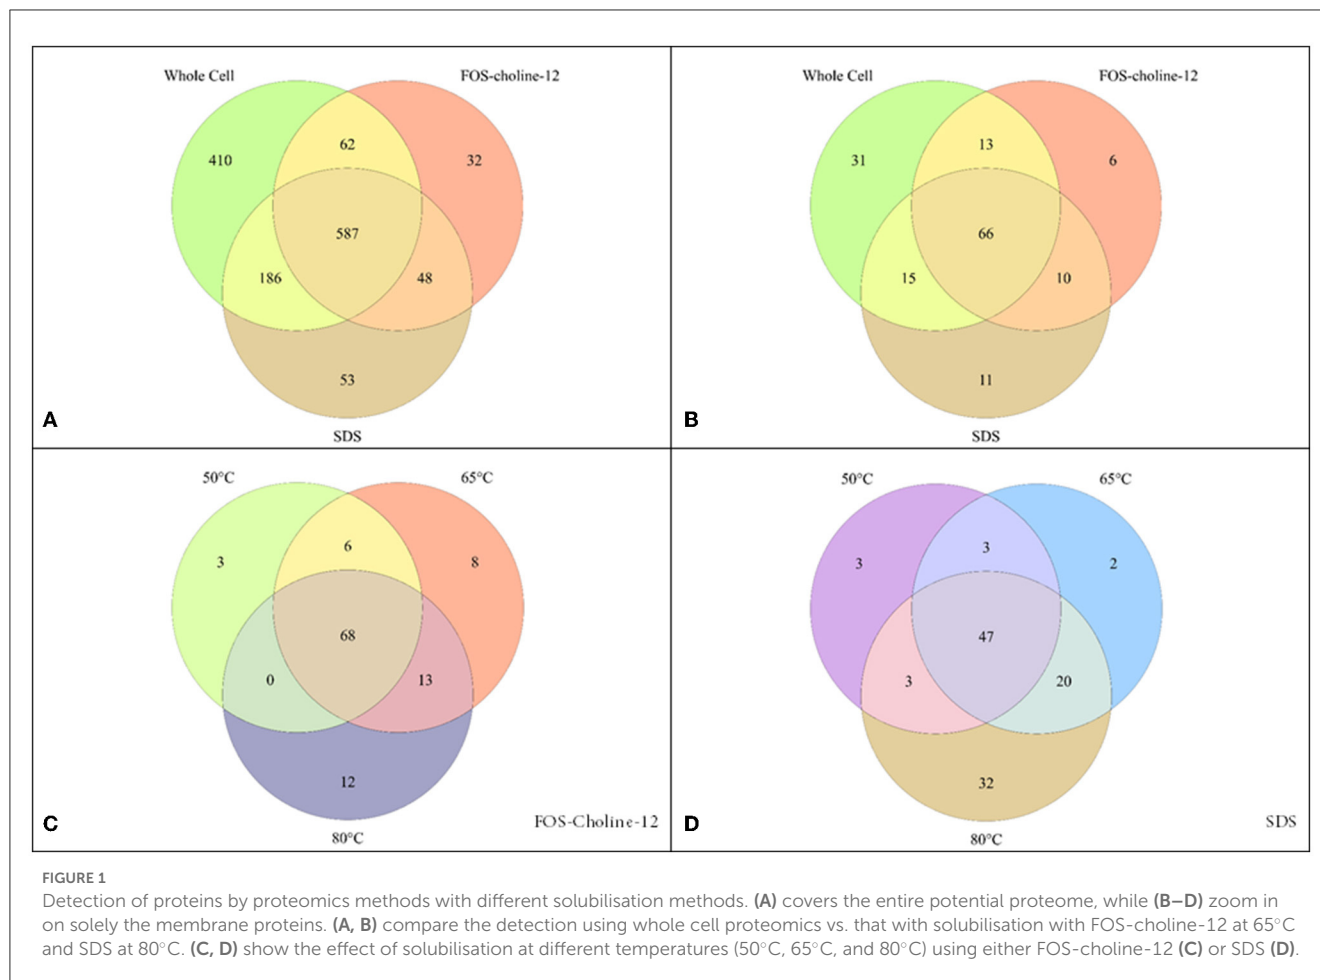 Whole Cell
FOS-choline-12
410
62
32
587
186
48
53
A
SDS
Whole Cell
FOS-choline-12
31
13
6
66
15
10
11
B
SDS
50°C
65°C
3
6
8
68
0
13
12
C
FOS-Choline-12
80°C
50°C
65°C
3
3
2
47
3
20
32
D
SDS
80°C
FIGURE 1
Detection of proteins by proteomics methods with different solubilisation methods. (A) covers the entire potential proteome, while (B–D) zoom in
on solely the membrane proteins. (A, B) compare the detection using whole cell proteomics vs. that with solubilisation with FOS-choline-12 at 65°C
and SDS at 80°C. (C, D) show the effect of solubilisation at different temperatures (50°C, 65°C, and 80°C) using either FOS-choline-12 (C) or SDS (D).